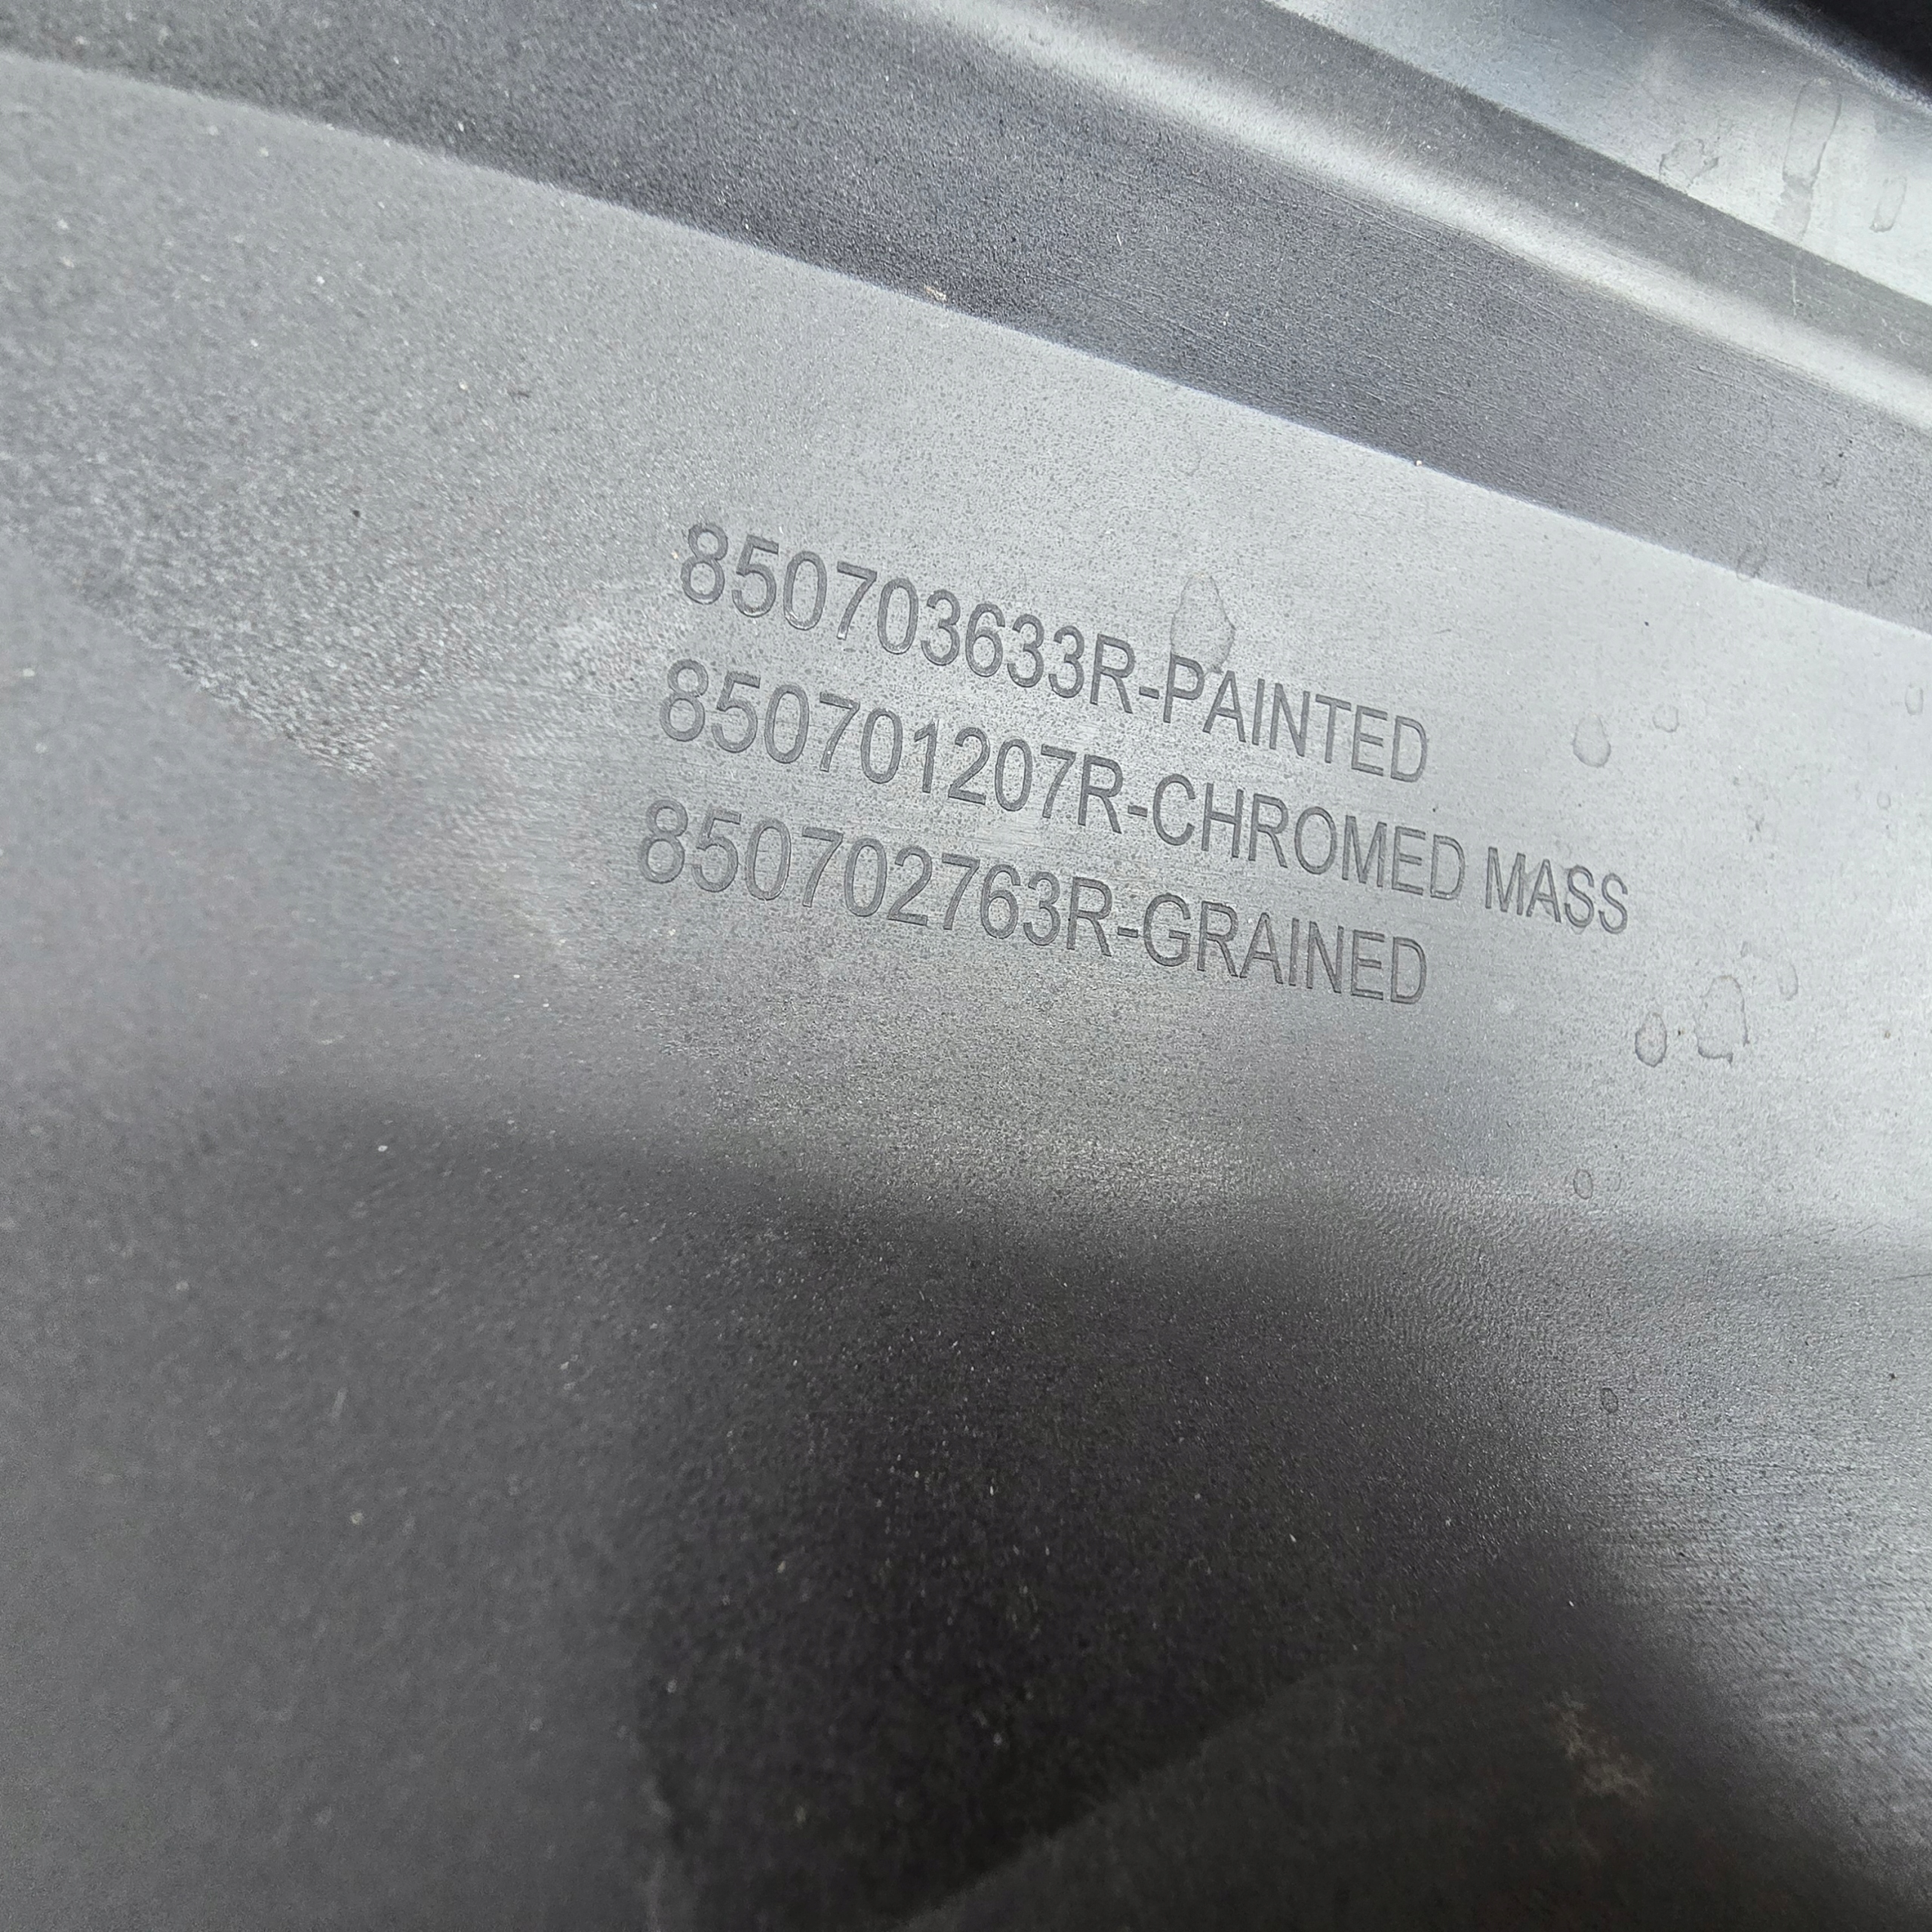 850703633R-PAINTED
850701207R-CHROMED MASS
850702763R-GRAINED